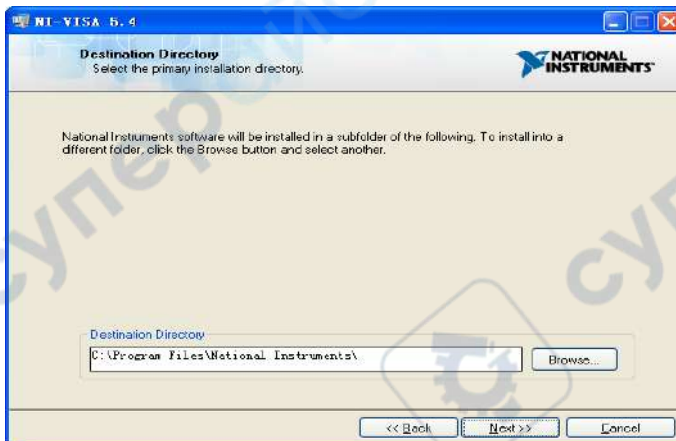 NI-VISA 5.4
Destination Directory
Select the primary installation directory.
NATIONAL
INSTRUMENTS
National Instruments software will be installed in a subfolder of the following. To install into a
different folder, click the Browse button and select another.
Destination Directory
C:\Program Files\National Instruments\
Browse...
<< Back
Next >>
Cancel